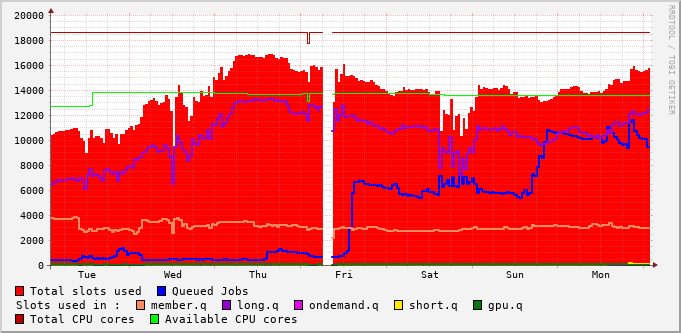 20000
18000
16000
14000
12000
10000
8000
6000
4000
2000
0
Tue Wed Thu Fri Sat Sun Mon
RRDTOOL / TOBI OETIKER
Total slots used Queued Jobs
Slots used in : member.q long.q ondemand.q short.q gpu.q
Total CPU cores Available CPU cores